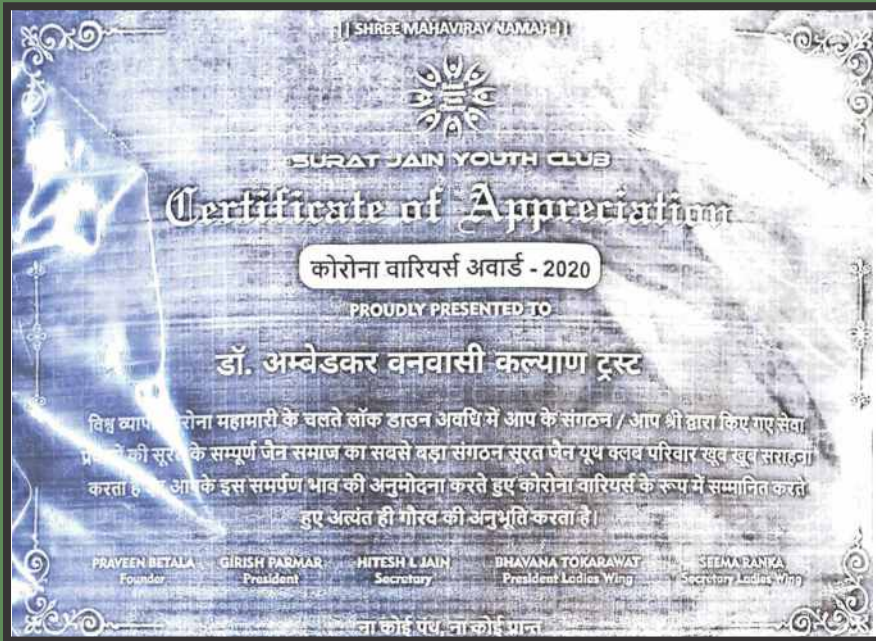 || SHREE MAHAVIRAY NAMAH ||
SURAT JAIN YOUTH CLUB
Certificate of Appreciation
कोरोना वारियर्स अवार्ड - 2020
PROUDLY PRESENTED TO
डॉ. अम्बेडकर वनवासी कल्याण ट्रस्ट
विश्व महामारी के चलते लॉक डाउन अवधि में आप के संगठन / आप श्री द्वारा किए गए सेवा
की सूरत के सम्पूर्ण जैन समाज का सबसे बड़ा संगठन सूरत जैन यूथ क्लब परिवार खूब खूब सराहना
करता आपके इस समर्पण भाव की अनुमोदना करते हुए कोरोना वारियर्स के रूप में सम्मानित करते
हुए अत्यंत ही गौरव की अनुभूति करता है।
PRAVEEN BETALA GIRISH PARMAR HITESH L JAIN BHAVANA TOKARAWAT SEEMA RANKA
Founder President Secretary President Ladies Wing Secretary Ladies Wing
ना कोई पंथ, ना कोई प्रान्त